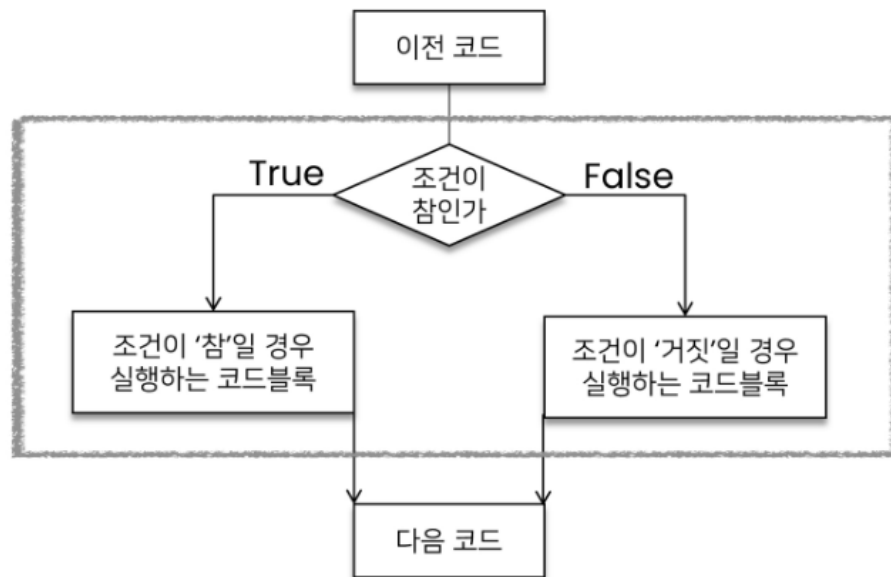 이전 코드
True
조건이
참인가
False
조건이 ‘참’일 경우
실행하는 코드블록
조건이 ‘거짓’일 경우
실행하는 코드블록
다음 코드